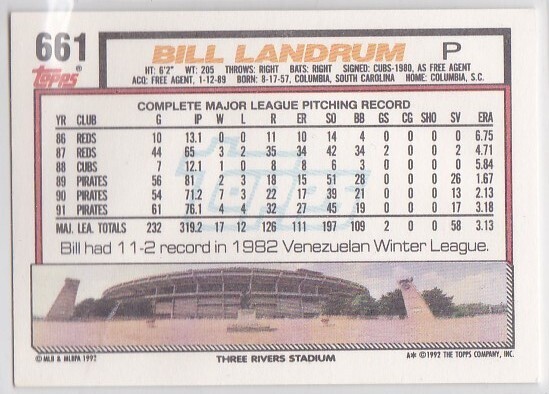 661
Topps®
BILL LANDRUM P
HT: 6'2" WT: 205 THROWS: RIGHT BATS: RIGHT SIGNED: CUBS-1980, AS FREE AGENT
ACQ: FREE AGENT, 1-12-89 BORN: 8-17-57, COLUMBIA, SOUTH CAROLINA HOME: COLUMBIA, S.C.
COMPLETE MAJOR LEAGUE PITCHING RECORD
YR CLUB G IP W L R ER SO BB GS CG SHO SV ERA
86 REDS 10 13.1 0 0 11 10 14 4 0 0 0 0 6.75
87 REDS 44 65 3 2 35 34 42 34 2 0 0 2 4.71
88 CUBS 7 12.1 1 0 8 8 6 3 0 0 0 0 5.84
89 PIRATES 56 81 2 3 18 15 51 28 0 0 0 26 1.67
90 PIRATES 54 71.2 7 3 22 17 39 21 0 0 0 13 2.13
91 PIRATES 61 76.1 4 4 32 27 45 19 0 0 0 17 3.18
MAJ. LEA. TOTALS 232 319.2 17 12 126 111 197 109 2 0 0 58 3.13
Topps
Bill had 11-2 record in 1982 Venezuelan Winter League.
© MLB & MLBPA 1992 THREE RIVERS STADIUM A* © 1992 THE TOPPS COMPANY, INC.